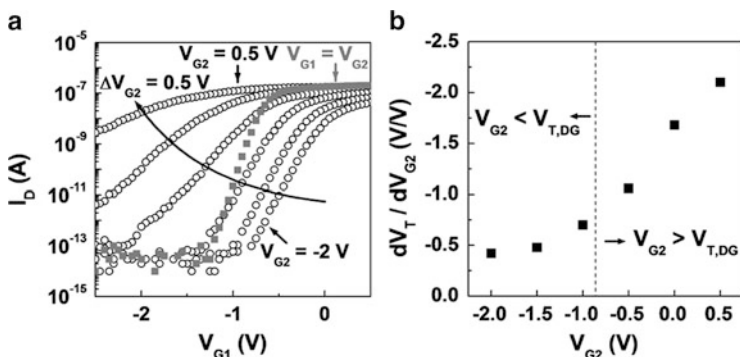 a
10⁻⁵
10⁻⁷
10⁻⁹
10⁻¹¹
10⁻¹³
10⁻¹⁵
I_D (A)
V_G2 = 0.5 V
V_G1 = V_G2
ΔV_G2 = 0.5 V
V_G2 = -2 V
-2
-1
0
V_G1 (V)
b
-2.5
-2.0
-1.5
-1.0
-0.5
0.0
dV_T / dV_G2 (V/V)
V_G2 < V_T,DG
V_G2 > V_T,DG
-2.0 -1.5 -1.0 -0.5 0.0 0.5
V_G2 (V)